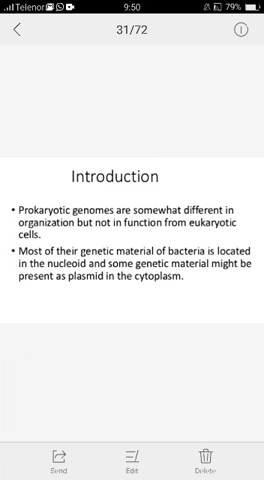 Telenor
9:50
79%
31/72
Introduction
• Prokaryotic genomes are somewhat different in
organization but not in function from eukaryotic
cells.
• Most of their genetic material of bacteria is located
in the nucleoid and some genetic material might be
present as plasmid in the cytoplasm.
Send Edit Delete